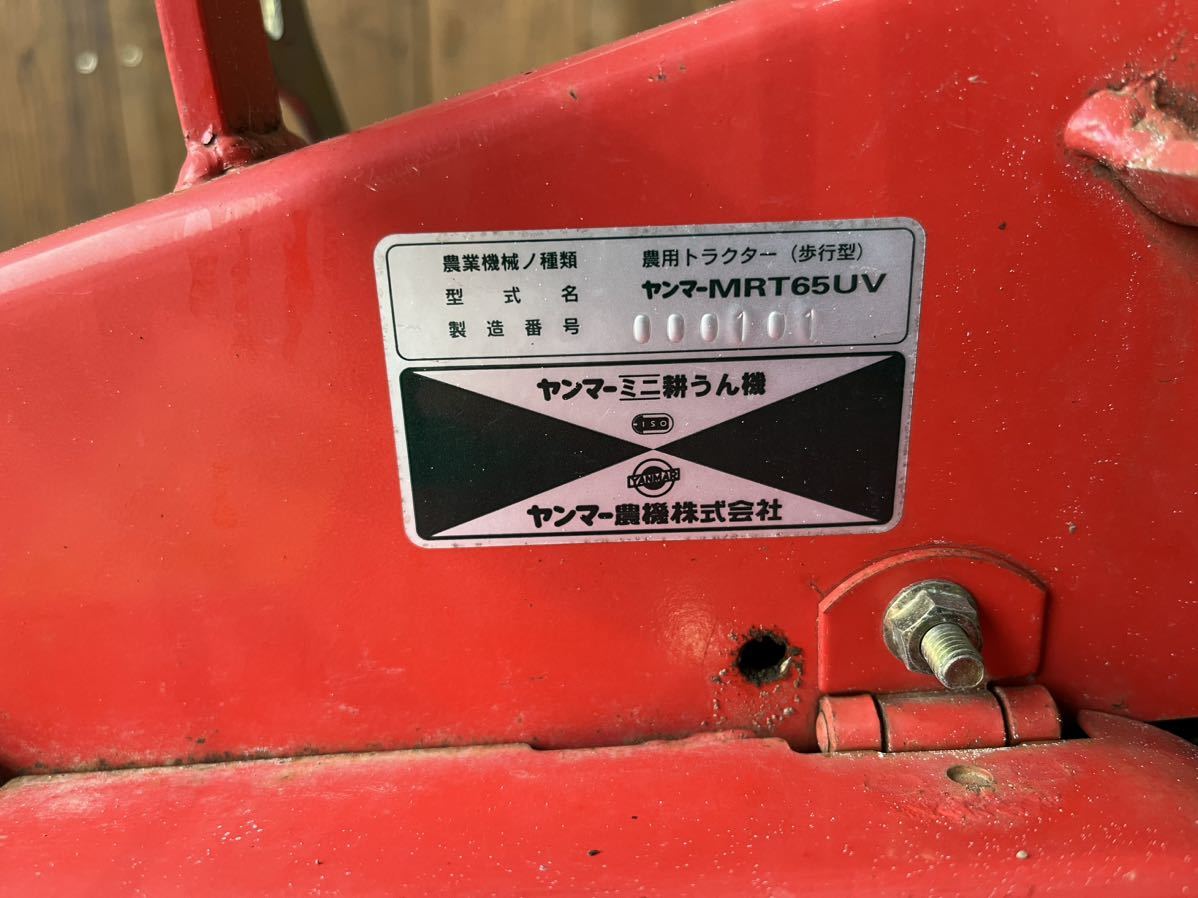 農業機械ノ種類 農用トラクター（歩行型）
型式名 ヤンマーMRT65UV
製造番号 000101
ヤンマーミニ耕うん機
ISO
YANMAR
ヤンマー農機株式会社